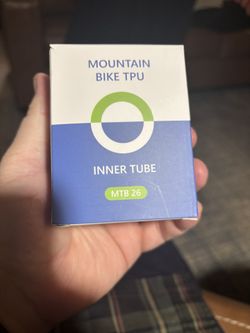 MOUNTAIN
BIKE TPU
INNER TUBE
MTB 26